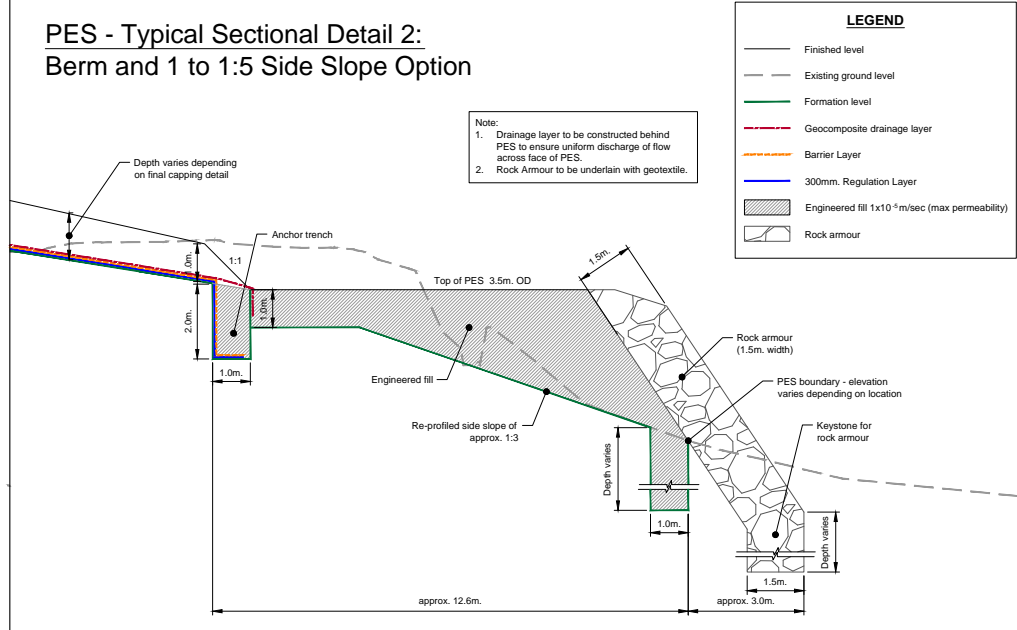 PES - Typical Sectional Detail 2:
Berm and 1 to 1:5 Side Slope Option
LEGEND
Finished level
Existing ground level
Formation level
Geocomposite drainage layer
Barrier Layer
300mm. Regulation Layer
Engineered fill 1x10⁻⁵m/sec (max permeability)
Rock armour
Note:
1. Drainage layer to be constructed behind
PES to ensure uniform discharge of flow
across face of PES.
2. Rock Armour to be underlain with geotextile.
Depth varies depending
on final capping detail
Anchor trench
1.0m.
1:1
2.0m.
1.0m.
1.0m.
Top of PES 3.5m. OD
1.5m.
Engineered fill
Re-profiled side slope of
approx. 1:3
Rock armour
(1.5m. width)
PES boundary - elevation
varies depending on location
Keystone for
rock armour
Depth varies
1.0m.
Depth varies
1.5m.
approx. 12.6m.
approx. 3.0m.